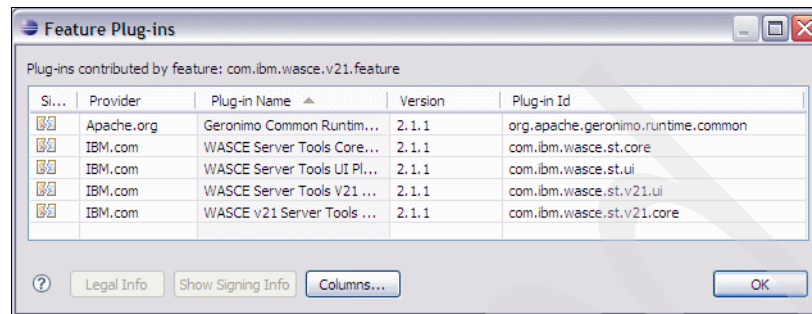 Feature Plug-ins
Plug-ins contributed by feature: com.ibm.wasce.v21.feature
Si... Provider Plug-in Name Version Plug-in Id
Apache.org Geronimo Common Runtim... 2.1.1 org.apache.geronimo.runtime.common
IBM.com WASCE Server Tools Core... 2.1.1 com.ibm.wasce.st.core
IBM.com WASCE Server Tools UI Pl... 2.1.1 com.ibm.wasce.st.ui
IBM.com WASCE Server Tools V21 ... 2.1.1 com.ibm.wasce.st.v21.ui
IBM.com WASCE v21 Server Tools ... 2.1.1 com.ibm.wasce.st.v21.core
? Legal Info Show Signing Info Columns... OK